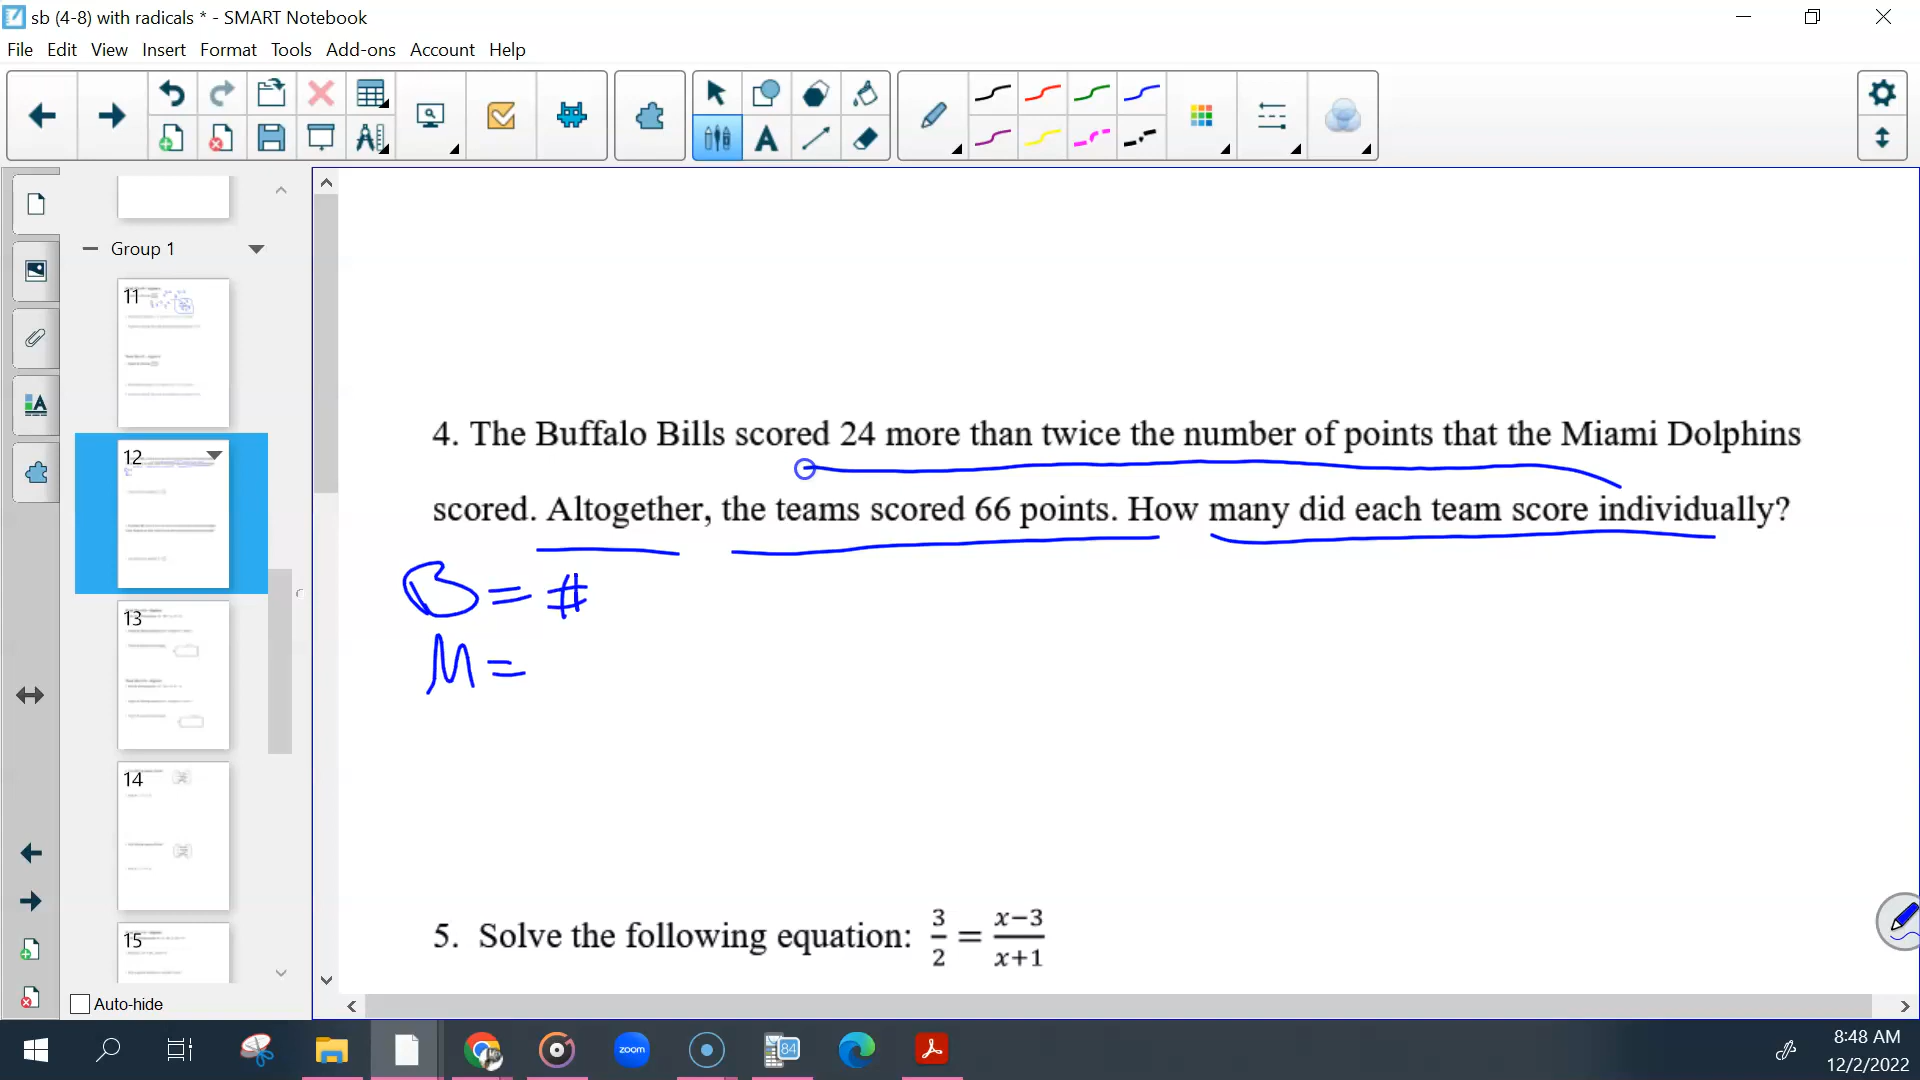 sb (4-8) with radicals * - SMART Notebook
File Edit View Insert Format Tools Add-ons Account Help
Group 1
11
12
13
14
15
Auto-hide
4. The Buffalo Bills scored 24 more than twice the number of points that the Miami Dolphins
scored. Altogether, the teams scored 66 points. How many did each team score individually?
B = #
M =
5. Solve the following equation: 3/2 = x−3/x+1
zoom
84
8:48 AM
12/2/2022